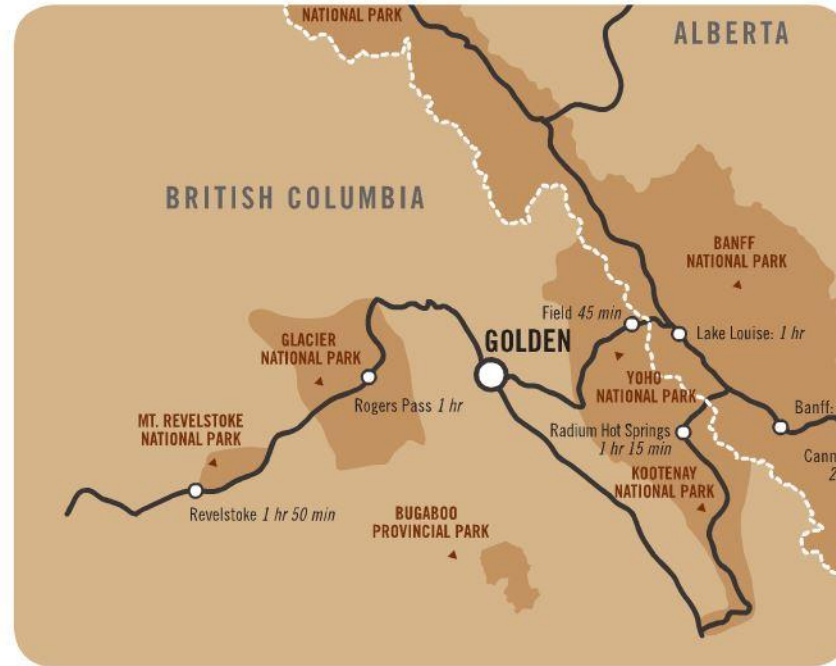 NATIONAL PARK
ALBERTA
BRITISH COLUMBIA
BANFF
NATIONAL PARK
Field 45 min
Lake Louise: 1 hr
GLACIER
NATIONAL PARK
GOLDEN
YOHO
NATIONAL PARK
Rogers Pass 1 hr
Banff:
MT. REVELSTOKE
NATIONAL PARK
Radium Hot Springs
1 hr 15 min
Cann
2
KOOTENAY
NATIONAL PARK
Revelstoke 1 hr 50 min
BUGABOO
PROVINCIAL PARK